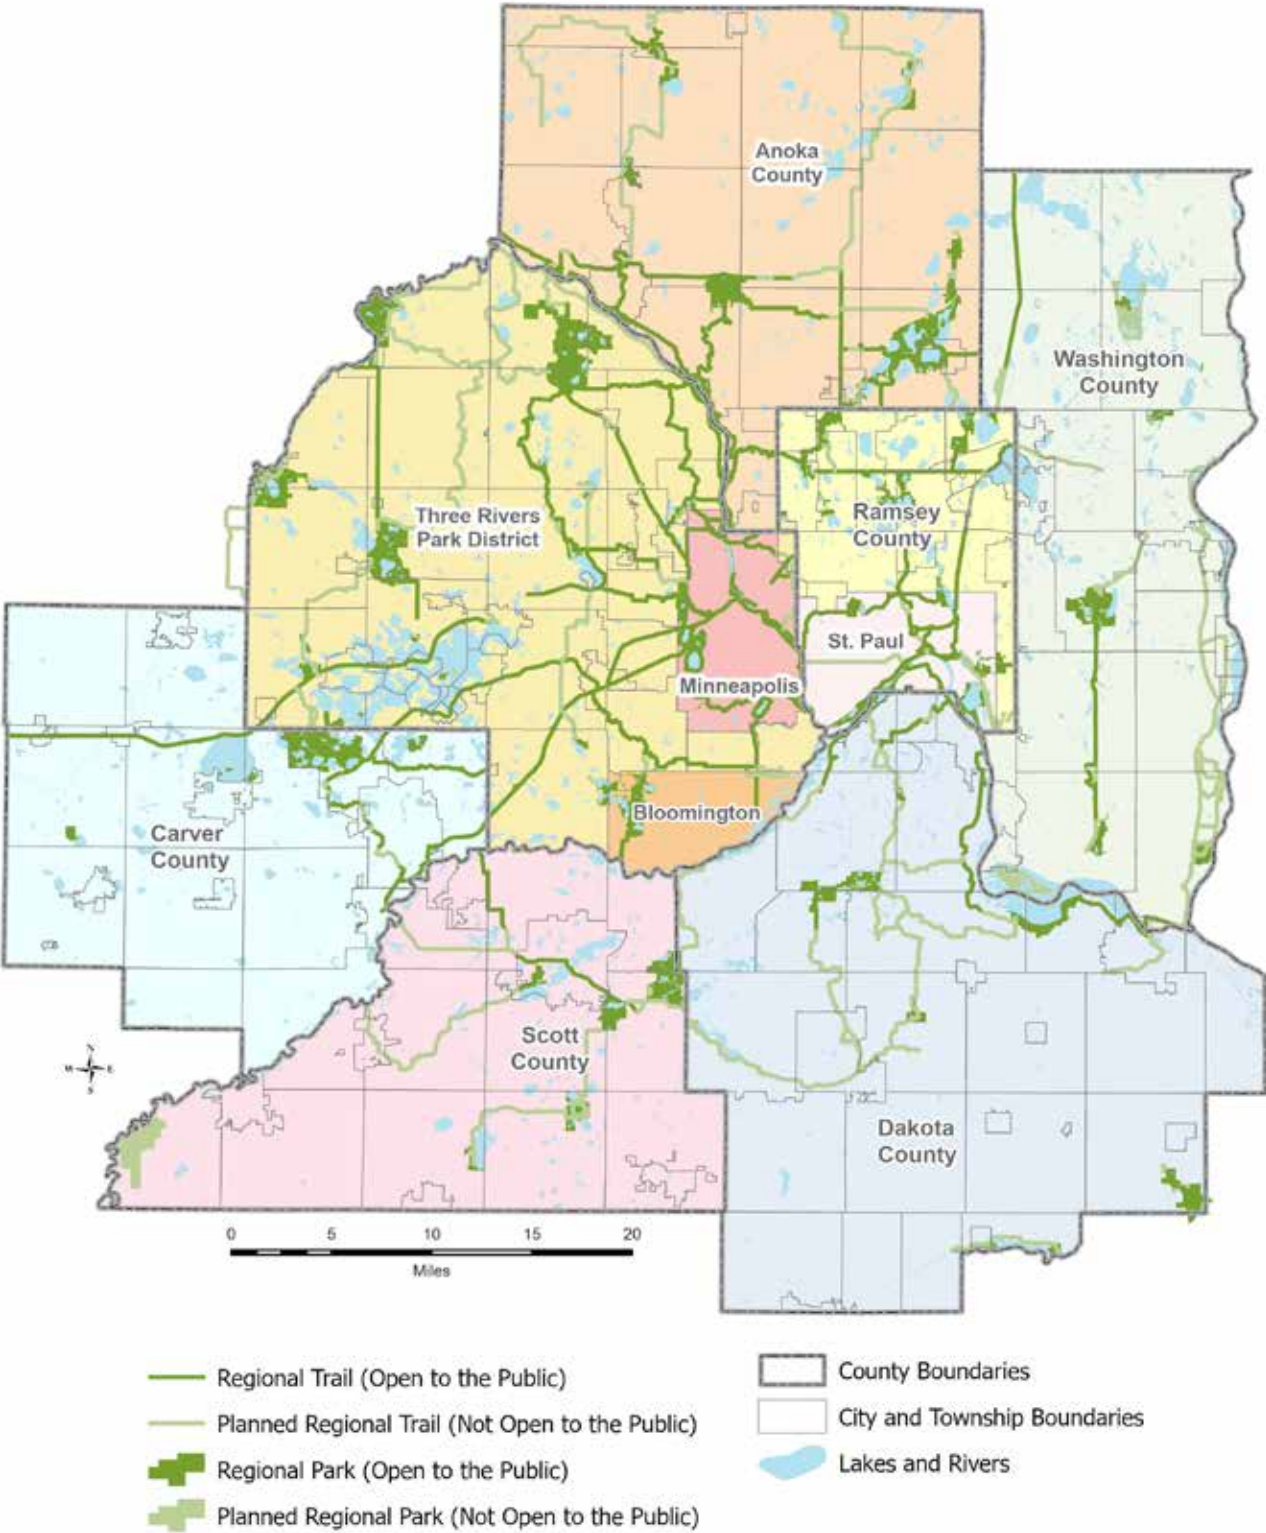 Anoka
County
Washington
County
Three Rivers
Park District
Ramsey
County
St. Paul
Minneapolis
Bloomington
Carver
County
Scott
County
Dakota
County
N
W E
S
0 5 10 15 20
Miles
Regional Trail (Open to the Public)
Planned Regional Trail (Not Open to the Public)
Regional Park (Open to the Public)
Planned Regional Park (Not Open to the Public)
County Boundaries
City and Township Boundaries
Lakes and Rivers